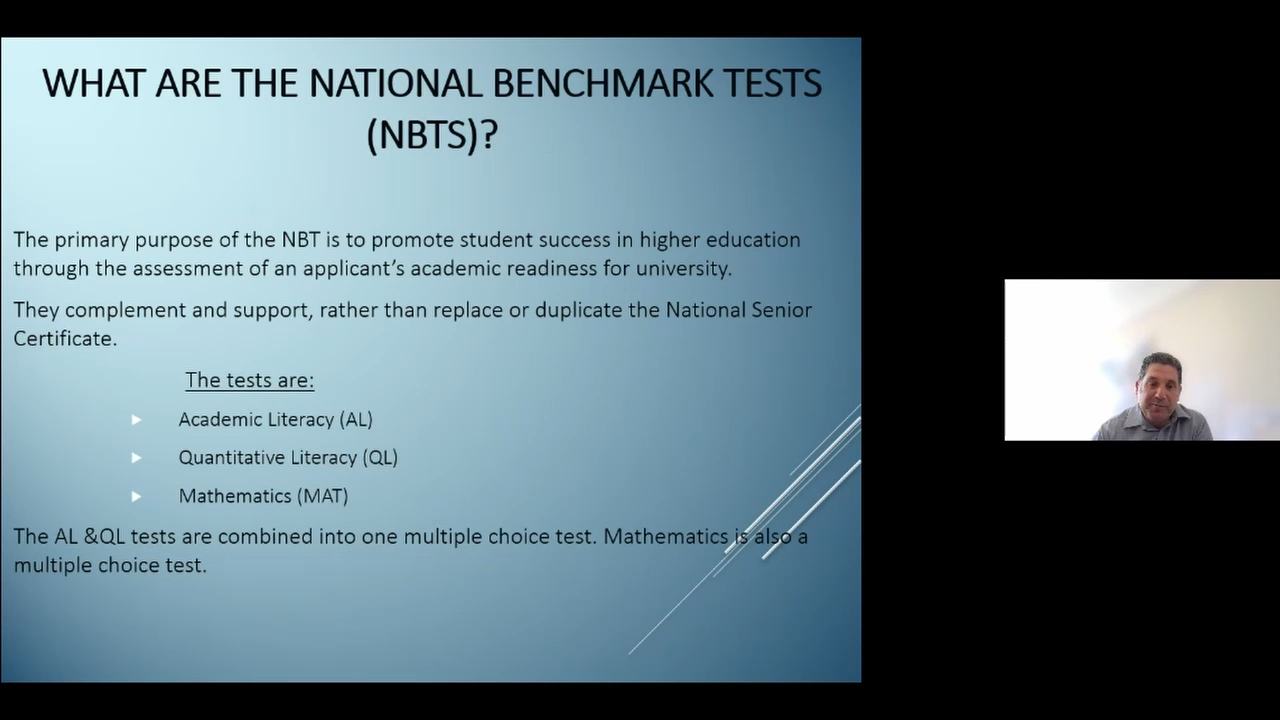 WHAT ARE THE NATIONAL BENCHMARK TESTS
(NBTS)?
The primary purpose of the NBT is to promote student success in higher education
through the assessment of an applicant’s academic readiness for university.
They complement and support, rather than replace or duplicate the National Senior
Certificate.
The tests are:
Academic Literacy (AL)
Quantitative Literacy (QL)
Mathematics (MAT)
The AL &QL tests are combined into one multiple choice test. Mathematics is also a
multiple choice test.